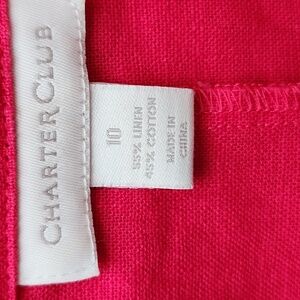 CHARTER CLUB
10
55% LINEN
45% COTTON
MADE IN
CHINA